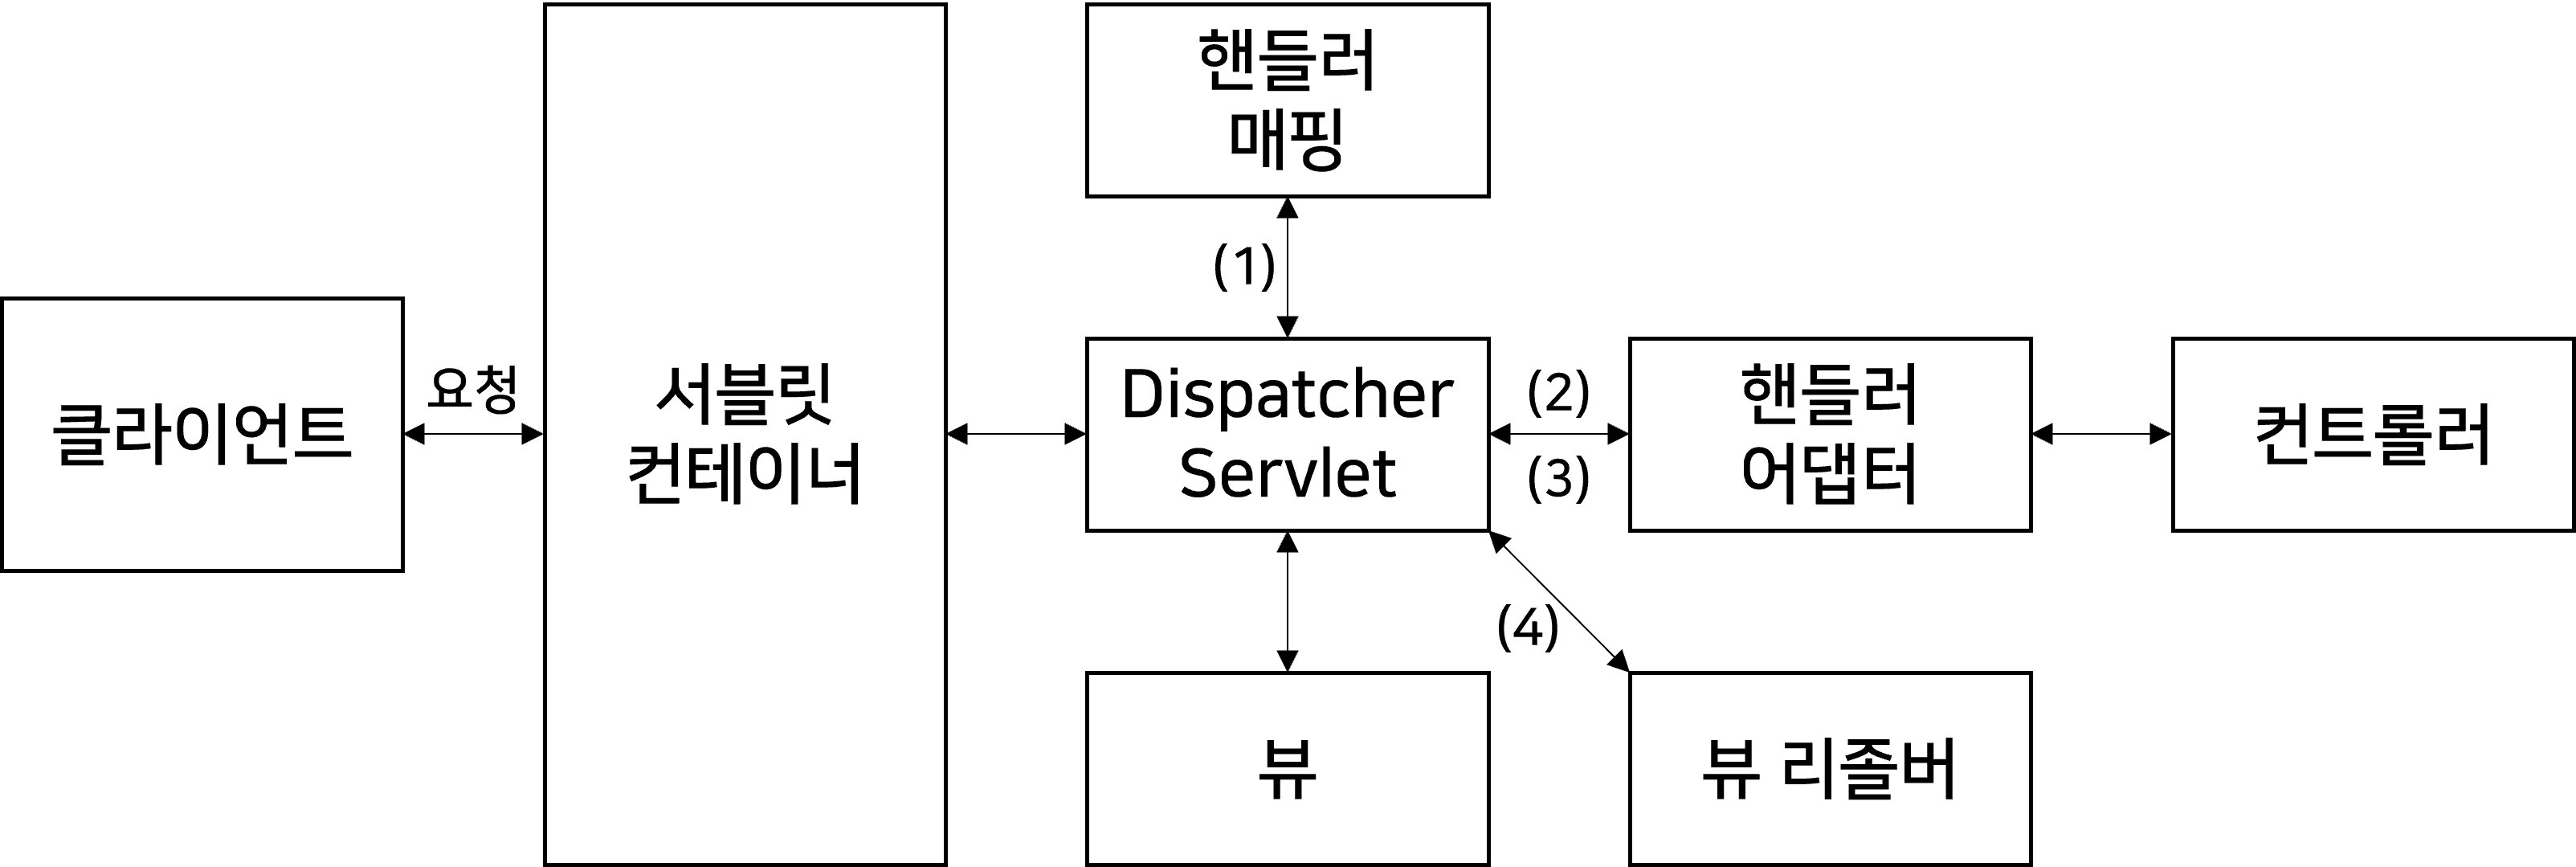 핸들러
매핑
(1)
클라이언트
요청
서블릿
컨테이너
Dispatcher
Servlet
(2)
(3)
핸들러
어댑터
컨트롤러
(4)
뷰
뷰 리졸버